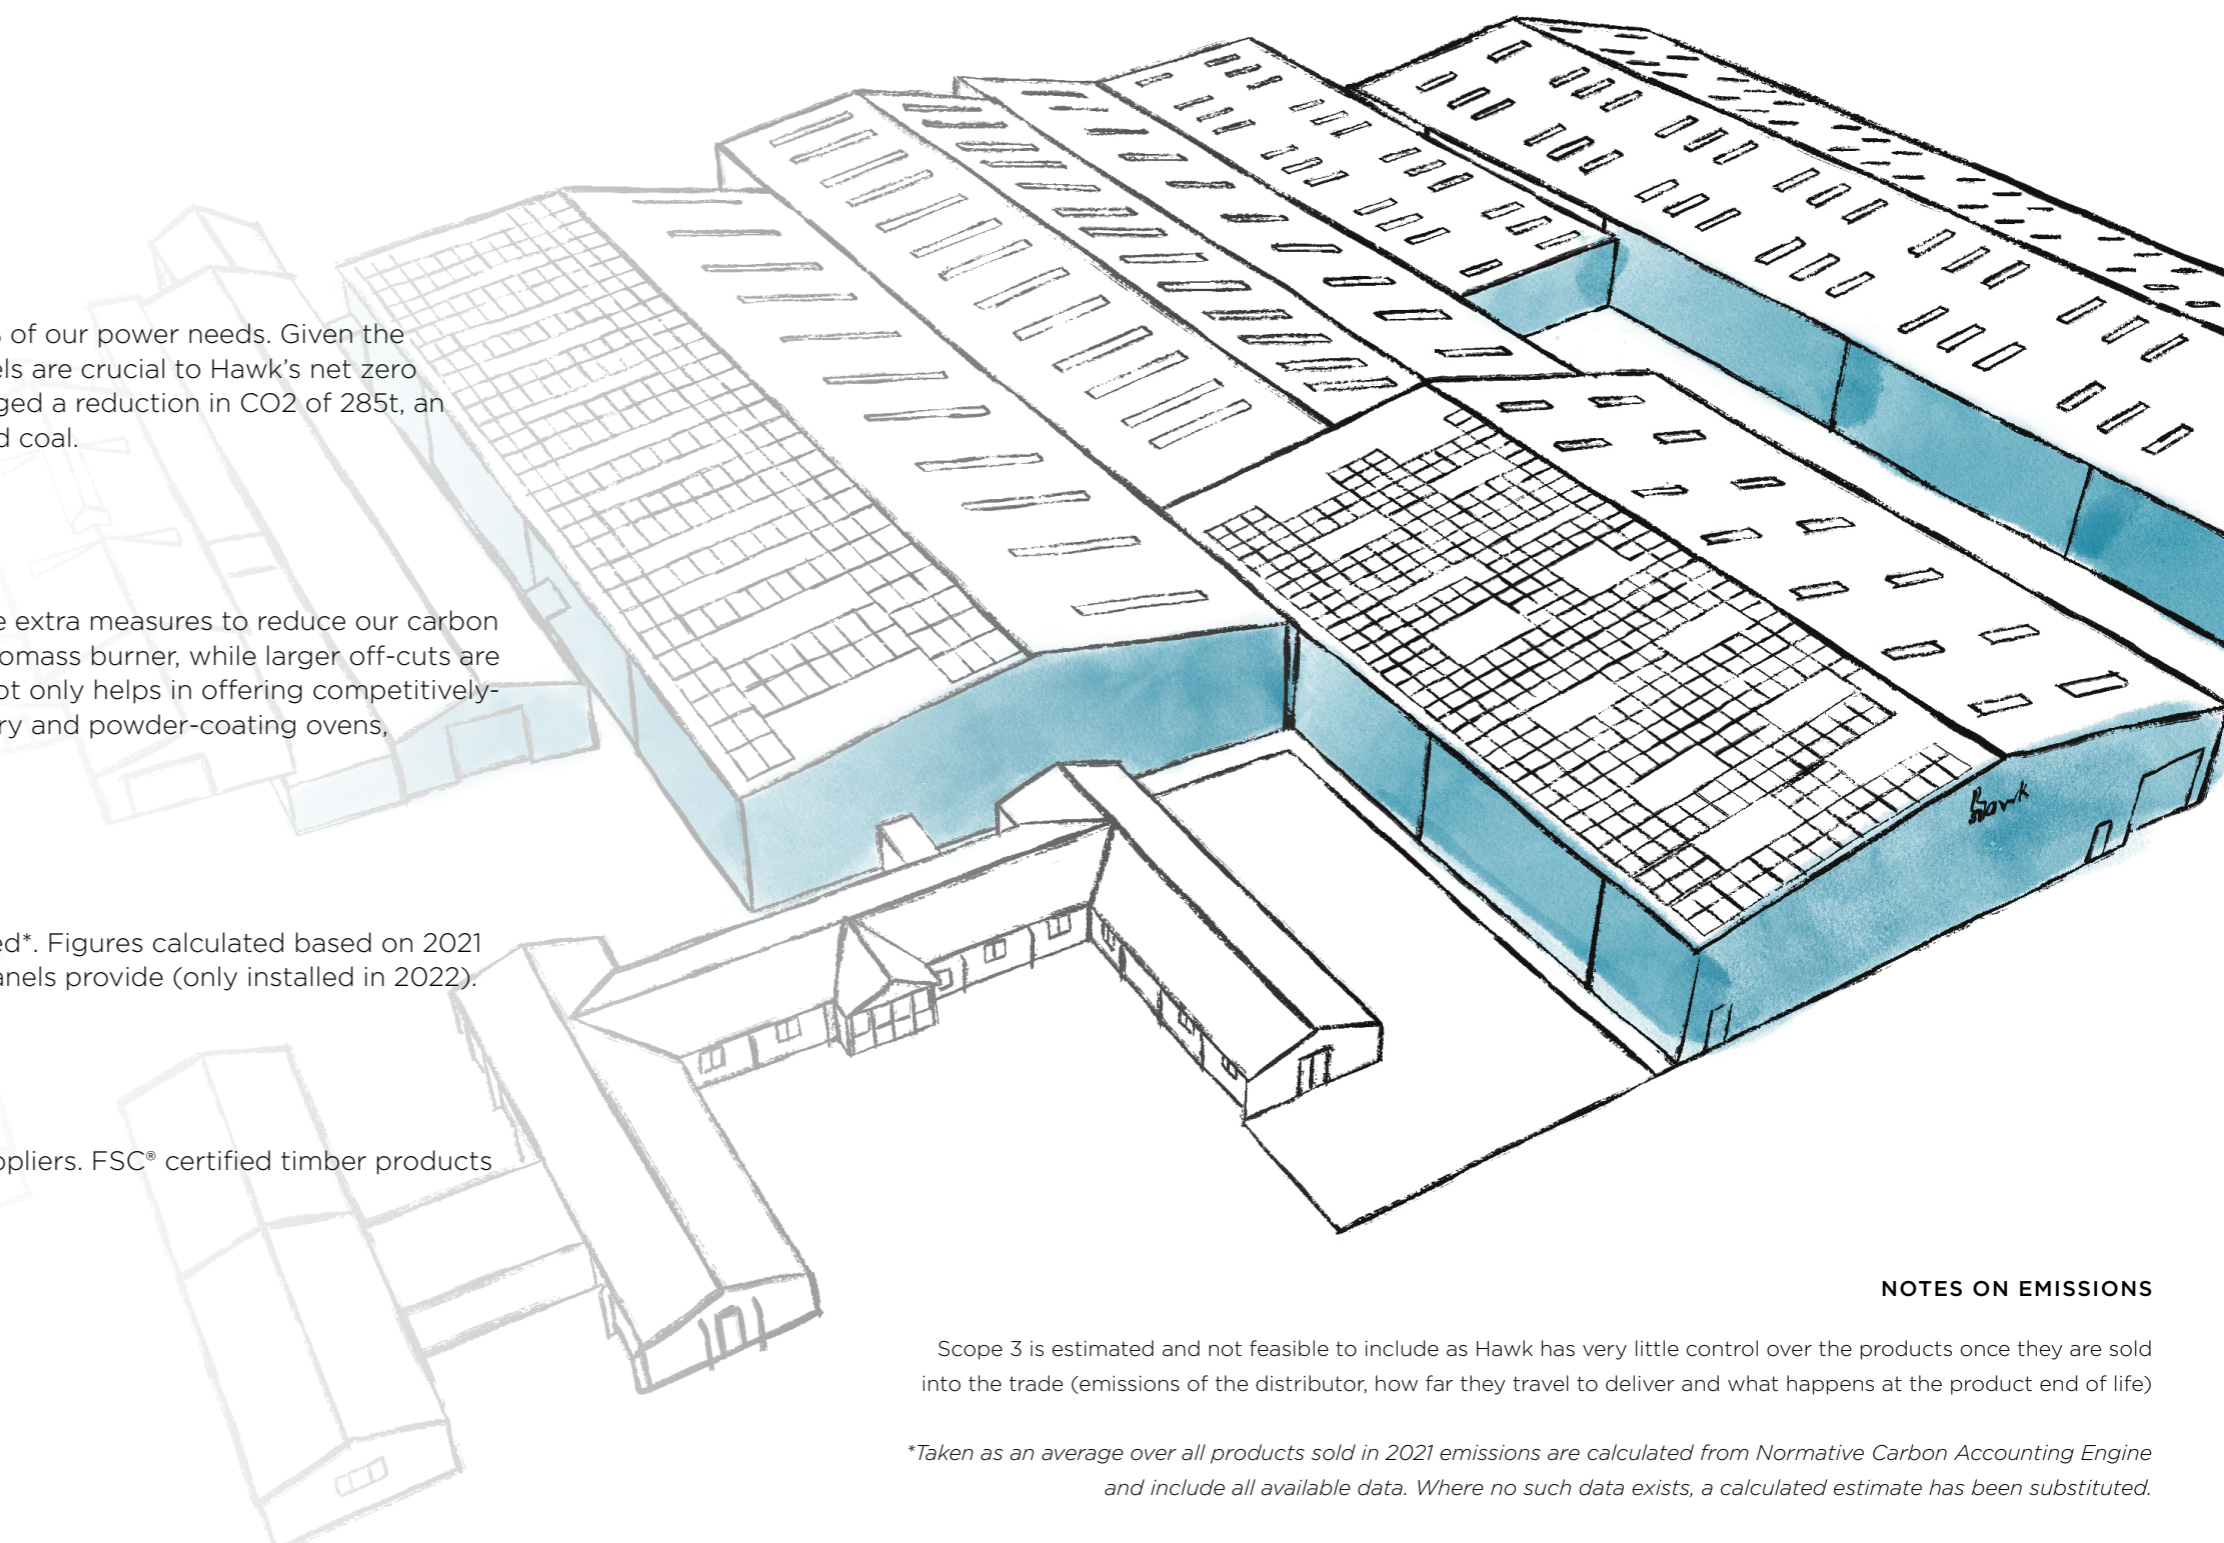 of our power needs. Given the
els are crucial to Hawk's net zero
ged a reduction in CO2 of 285t, an
d coal.
e extra measures to reduce our carbon
omass burner, while larger off-cuts are
ot only helps in offering competitively-
ry and powder-coating ovens,
ed*. Figures calculated based on 2021
anels provide (only installed in 2022).
ppliers. FSC® certified timber products
Hawk
NOTES ON EMISSIONS
Scope 3 is estimated and not feasible to include as Hawk has very little control over the products once they are sold
into the trade (emissions of the distributor, how far they travel to deliver and what happens at the product end of life)
*Taken as an average over all products sold in 2021 emissions are calculated from Normative Carbon Accounting Engine
and include all available data. Where no such data exists, a calculated estimate has been substituted.